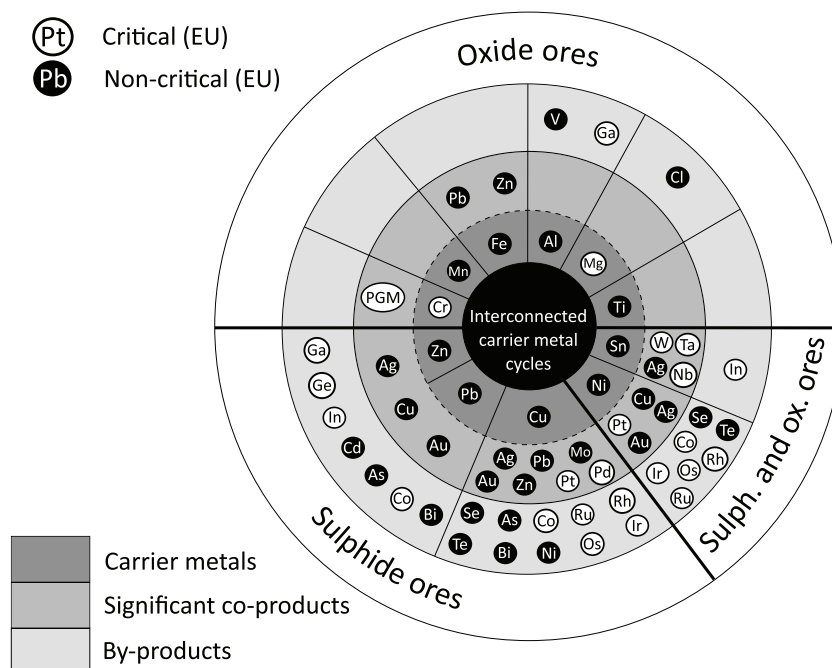 Pt Critical (EU)
Pb Non-critical (EU)
Oxide ores
V
Ga
Cl
Pb
Zn
Fe
Al
Mg
Mn
PGM
Cr
Ti
Interconnected
carrier metal
cycles
Zn
Sn
W
Ta
Ag
Nb
In
Ga
Ge
In
Cd
As
Co
Bi
Ag
Cu
Au
Pb
Cu
Ni
Ag
Pb
Mo
Au
Zn
Pt
Pd
Cu
Ag
Pt
Au
Se
Te
Co
Rh
Ir
Os
Ru
Se
As
Co
Ru
Rh
Ir
Te
Bi
Ni
Os
Sulphide ores
Sulph. and ox. ores
Carrier metals
Significant co-products
By-products